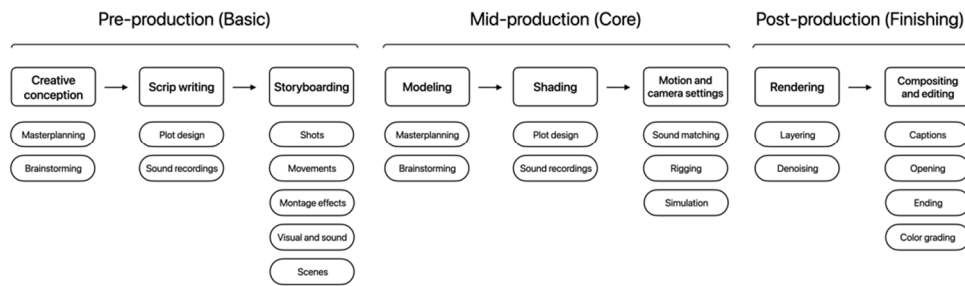 Pre-production (Basic)
Mid-production (Core)
Post-production (Finishing)
Creative
conception
Scrip writing
Storyboarding
Modeling
Shading
Motion and
camera settings
Rendering
Compositing
and editing
Masterplanning
Plot design
Shots
Masterplanning
Plot design
Sound matching
Layering
Captions
Brainstorming
Sound recordings
Movements
Brainstorming
Sound recordings
Rigging
Denoising
Opening
Montage effects
Simulation
Ending
Visual and sound
Color grading
Scenes